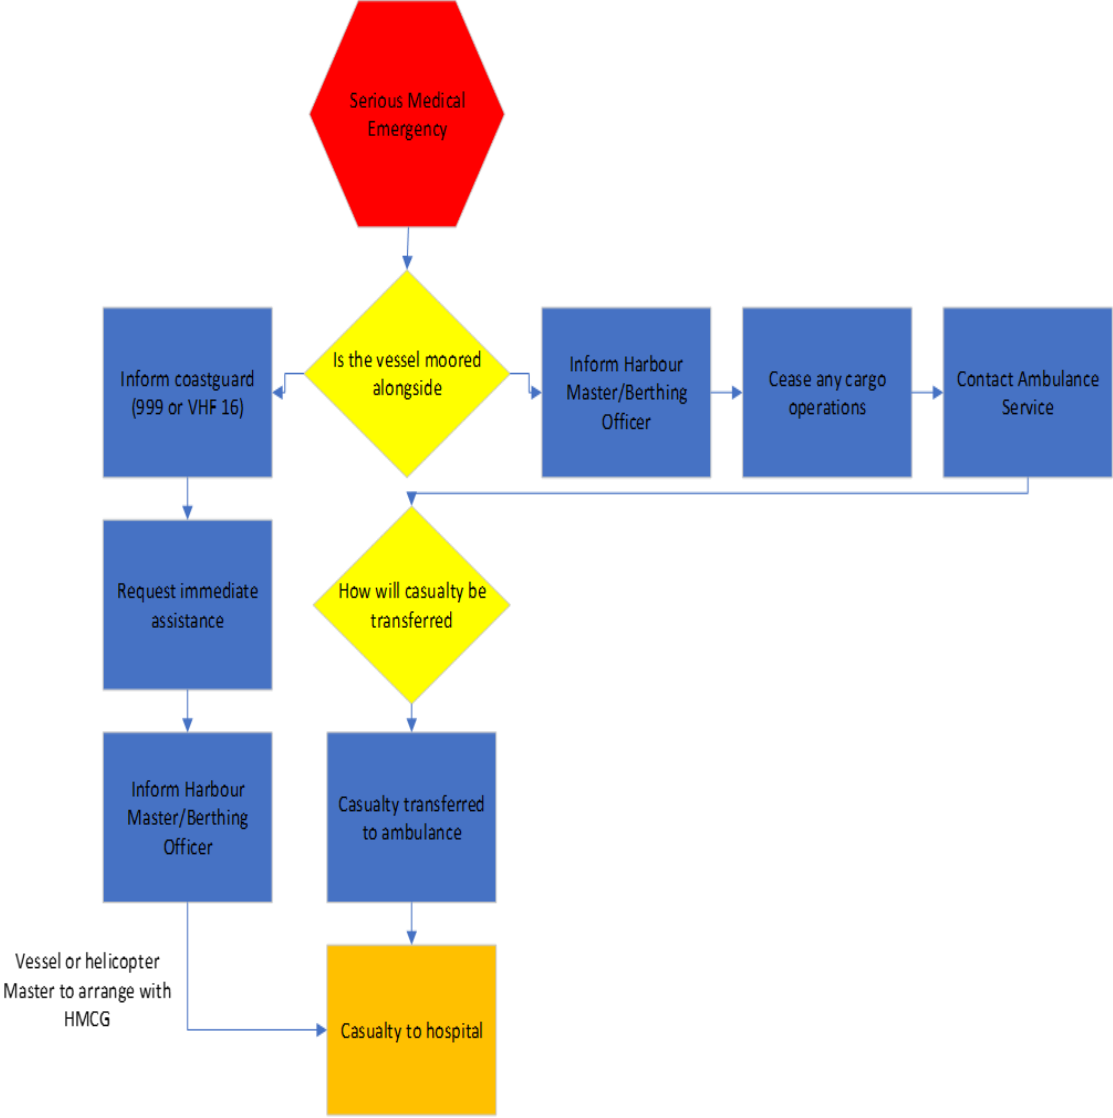 Serious Medical
Emergency
Is the vessel moored
alongside
Inform coastguard
(999 or VHF 16)
Inform Harbour
Master/Berthing
Officer
Cease any cargo
operations
Contact Ambulance
Service
Request immediate
assistance
How will casualty be
transferred
Inform Harbour
Master/Berthing
Officer
Casualty transferred
to ambulance
Vessel or helicopter
Master to arrange with
HMCG
Casualty to hospital